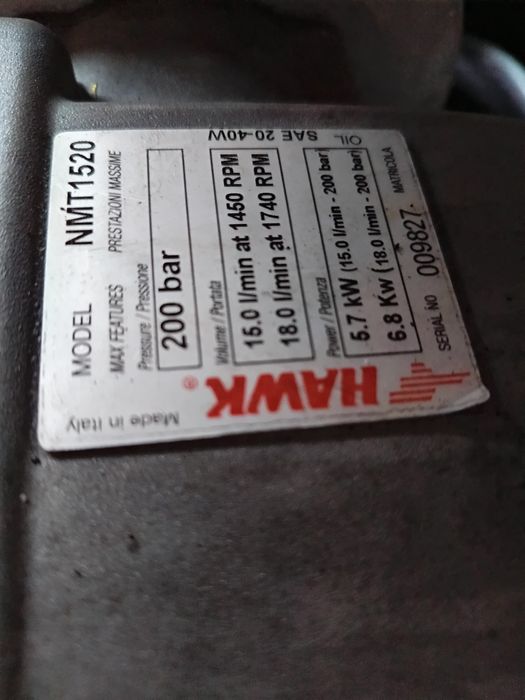 MODEL NMT1520
MAX FEATURES PRESTAZIONI MASSIME
Pressure / Pressione
200 bar
Volume / Portata
15.0 l/min at 1450 RPM
18.0 l/min at 1740 RPM
Power / Potenza
5.7 kW (15.0 l/min - 200 bar)
6.8 Kw (18.0 l/min - 200 bar)
SERIAL NO 009827 MATRICOLA
OIL SAE 20-40W
HAWK®
Made in Italy